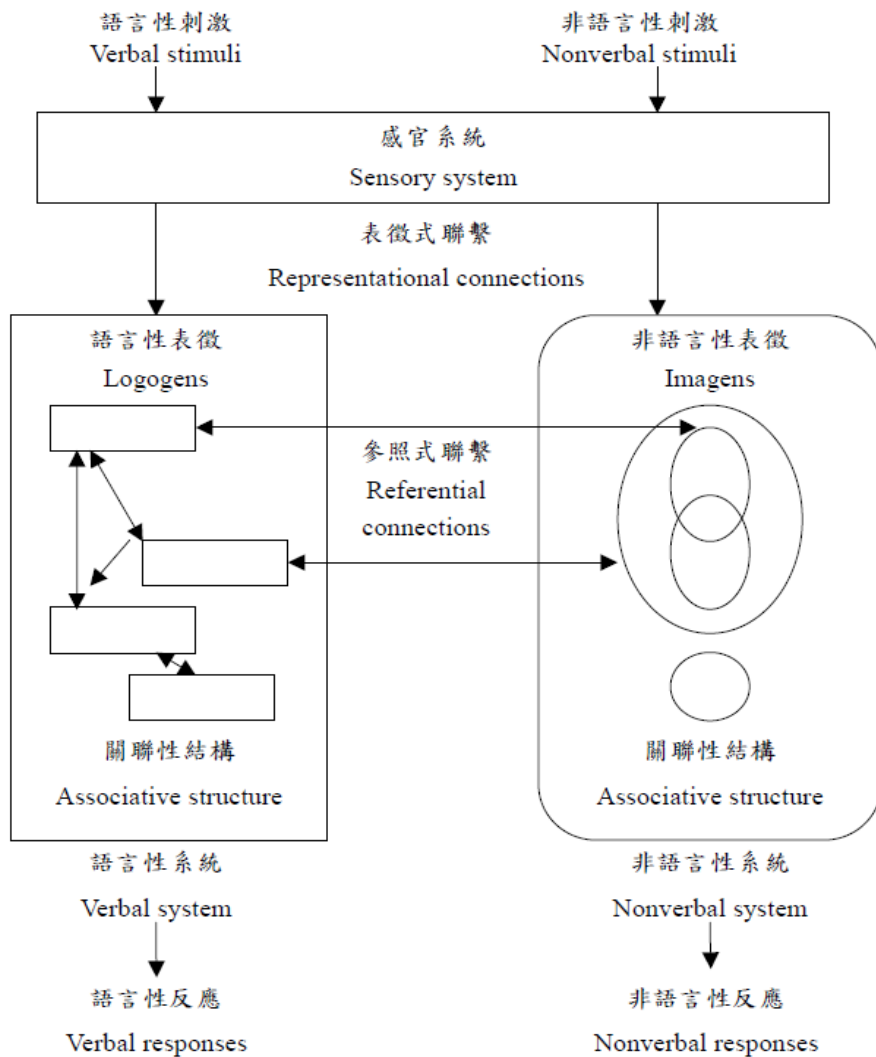 語言性刺激
Verbal stimuli
非語言性刺激
Nonverbal stimuli
感官系統
Sensory system
表徵式聯繫
Representational connections
語言性表徵
Logogens
非語言性表徵
Imagens
參照式聯繫
Referential
connections
關聯性結構
Associative structure
關聯性結構
Associative structure
語言性系統
Verbal system
非語言性系統
Nonverbal system
語言性反應
Verbal responses
非語言性反應
Nonverbal responses